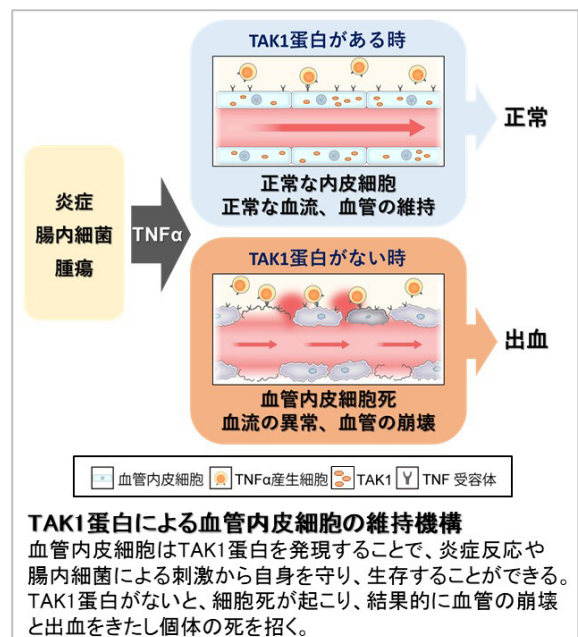 TAK1蛋白がある時
正常な内皮細胞
正常な血流、血管の維持
正常
炎症
腸内細菌
腫瘍
TNFα
TAK1蛋白がない時
血管内皮細胞死
血流の異常、血管の崩壊
出血
血管内皮細胞 TNFα産生細胞 TAK1 TNF 受容体
TAK1蛋白による血管内皮細胞の維持機構
血管内皮細胞はTAK1蛋白を発現することで、炎症反応や
腸内細菌による刺激から自身を守り、生存することができる。
TAK1蛋白がないと、細胞死が起こり、結果的に血管の崩壊
と出血をきたし個体の死を招く。